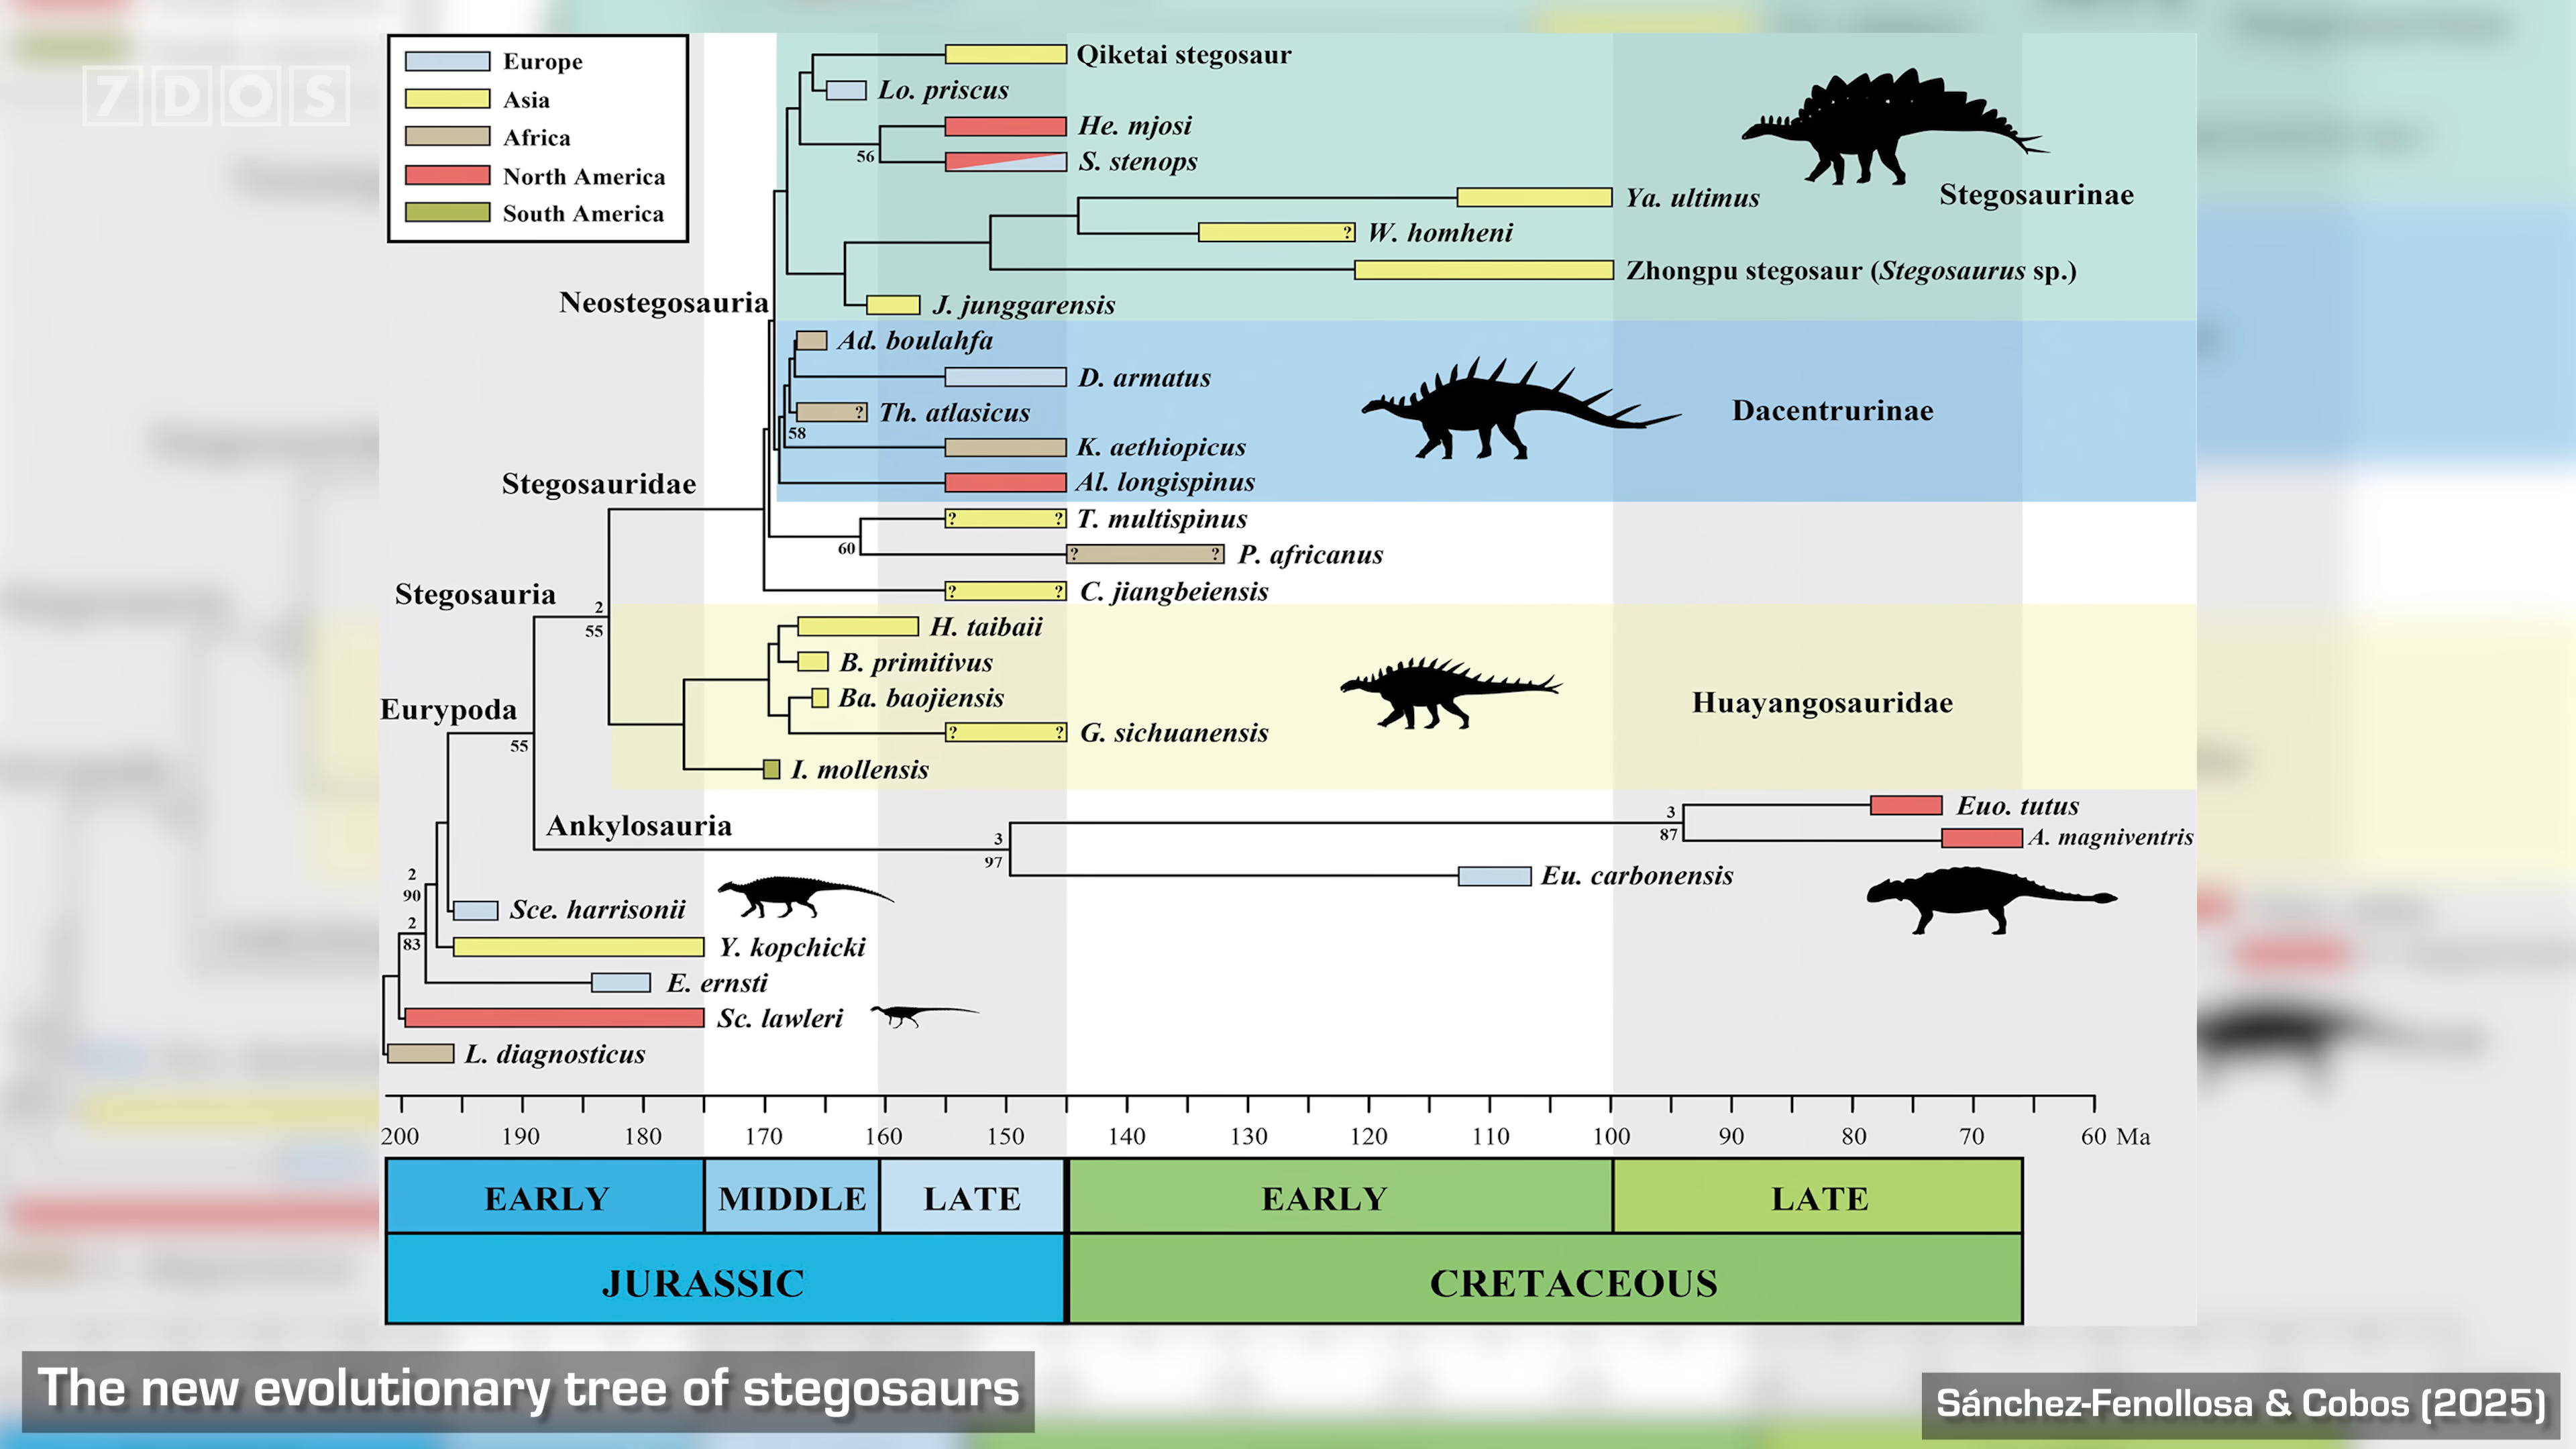 7DOS
Europe
Asia
Africa
North America
South America
Qiketai stegosaur
Lo. priscus
He. mjosi
56
S. stenops
Ya. ultimus
Stegosaurinae
W. homheni
?
Zhongpu stegosaur (Stegosaurus sp.)
Neostegosauria
J. junggarensis
Ad. boulahfa
D. armatus
Th. atlasicus
?
58
Dacentrurinae
K. aethiopicus
Stegosauridae
Al. longispinus
? ? T. multispinus
60
? ? P. africanus
Stegosauria
? ? C. jiangbeiensis
2
55
H. taibaii
B. primitivus
Ba. baojiensis
Huayangosauridae
Eurypoda
55
? ? G. sichuanensis
I. mollensis
Ankylosauria
3
97
3
87
Euo. tutus
A. magniventris
Eu. carbonensis
2
90
Sce. harrisonii
2
83
Y. kopchicki
E. ernsti
Sc. lawleri
L. diagnosticus
200 190 180 170 160 150 140 130 120 110 100 90 80 70 60 Ma
EARLY MIDDLE LATE EARLY LATE
JURASSIC CRETACEOUS
The new evolutionary tree of stegosaurs
Sánchez-Fenollosa & Cobos (2025)